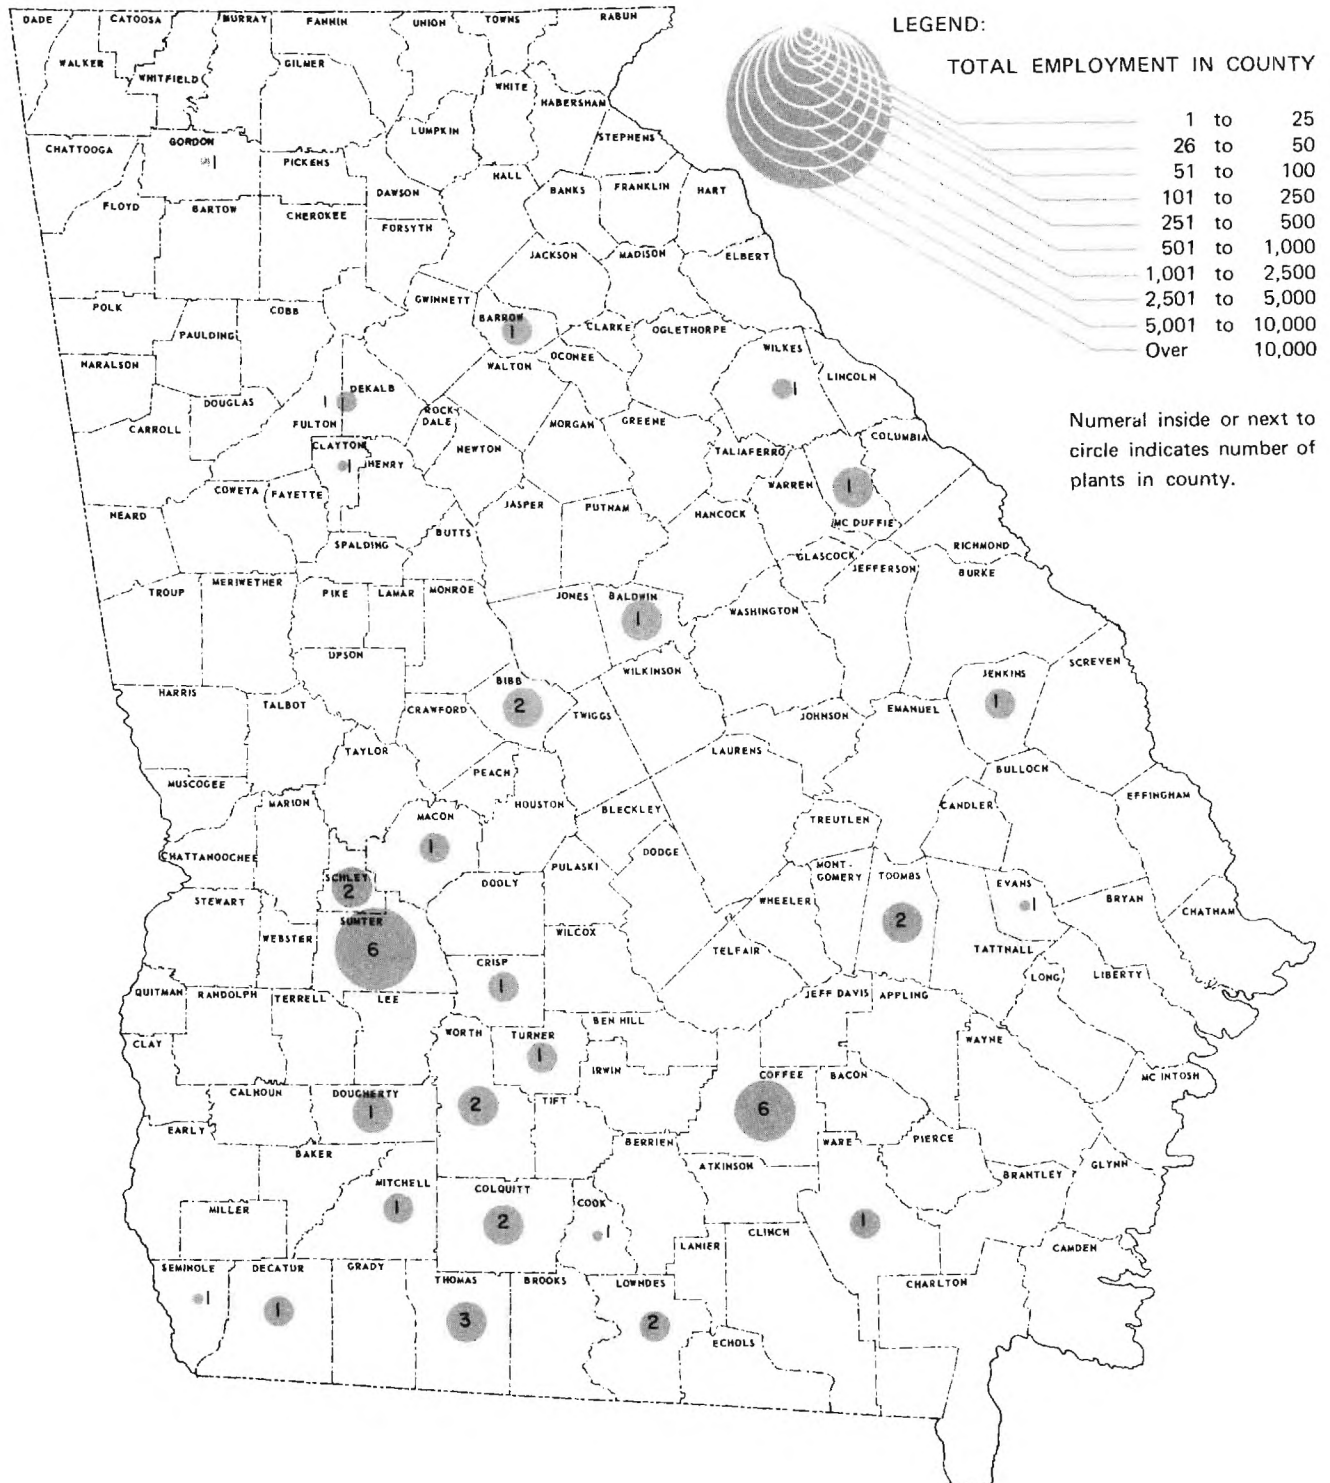 LEGEND:
TOTAL EMPLOYMENT IN COUNTY
1 to 25
26 to 50
51 to 100
101 to 250
251 to 500
501 to 1,000
1,001 to 2,500
2,501 to 5,000
5,001 to 10,000
Over 10,000
Numeral inside or next to
circle indicates number of
plants in county.
DADE
CATOOSA
MURRAY
FANNIN
UNION
TOWNS
RABUN
WALKER
WHITFIELD
GILMER
WHITE
HABERSHAM
LUMPKIN
STEPHENS
CHATTOOGA
GORDON
1
PICKENS
DAWSON
HALL
BANKS
FRANKLIN
HART
FLOYD
BARTOW
CHEROKEE
FORSYTH
JACKSON
MADISON
ELBERT
POLK
PAULDING
COBB
GWINNETT
BARROW
1
CLARKE
OGLETHORPE
OCONEE
WALTON
WILKES
1
LINCOLN
HARALSON
DOUGLAS
CARROLL
FULTON
1
DEKALB
ROCK-
DALE
NEWTON
MORGAN
GREENE
TALIAFERRO
COLUMBIA
CLAYTON
1
HENRY
COWETA
FAYETTE
HEARD
SPALDING
BUTTS
JASPER
PUTNAM
HANCOCK
WARREN
1
MC DUFFIE
GLASCOCK
JEFFERSON
RICHMOND
BURKE
TROUP
MERIWETHER
PIKE
LAMAR
MONROE
JONES
BALDWIN
1
WASHINGTON
UPSON
HARRIS
TALBOT
CRAWFORD
BIBB
2
TWIGGS
WILKINSON
JOHNSON
EMANUEL
JENKINS
1
SCREVEN
MUSCOGEE
TAYLOR
PEACH
HOUSTON
BLECKLEY
LAURENS
TREUTLEN
CANDLER
BULLOCH
EFFINGHAM
MARION
MACON
1
CHATTAHOOCHEE
SCHLEY
2
DOOLY
PULASKI
DODGE
MONT-
GOMERY
TOOMBS
2
EVANS
1
BRYAN
CHATHAM
STEWART
WEBSTER
SUMTER
6
CRISP
1
WILCOX
WHEELER
TELFAIR
TATTNALL
LONG
LIBERTY
QUITMAN
RANDOLPH
TERRELL
LEE
WORTH
2
TURNER
1
BEN HILL
JEFF DAVIS
APPLING
WAYNE
CLAY
CALHOUN
DOUGHERTY
1
TIFT
IRWIN
COFFEE
6
BACON
MC INTOSH
EARLY
BAKER
BERRIEN
WARE
1
PIERCE
BRANTLEY
GLYNN
MILLER
MITCHELL
1
COLQUITT
2
COOK
1
ATKINSON
LANIER
CLINCH
CAMDEN
SEMINOLE
1
DECATUR
1
GRADY
THOMAS
3
BROOKS
LOWNDES
2
ECHOLS
CHARLTON